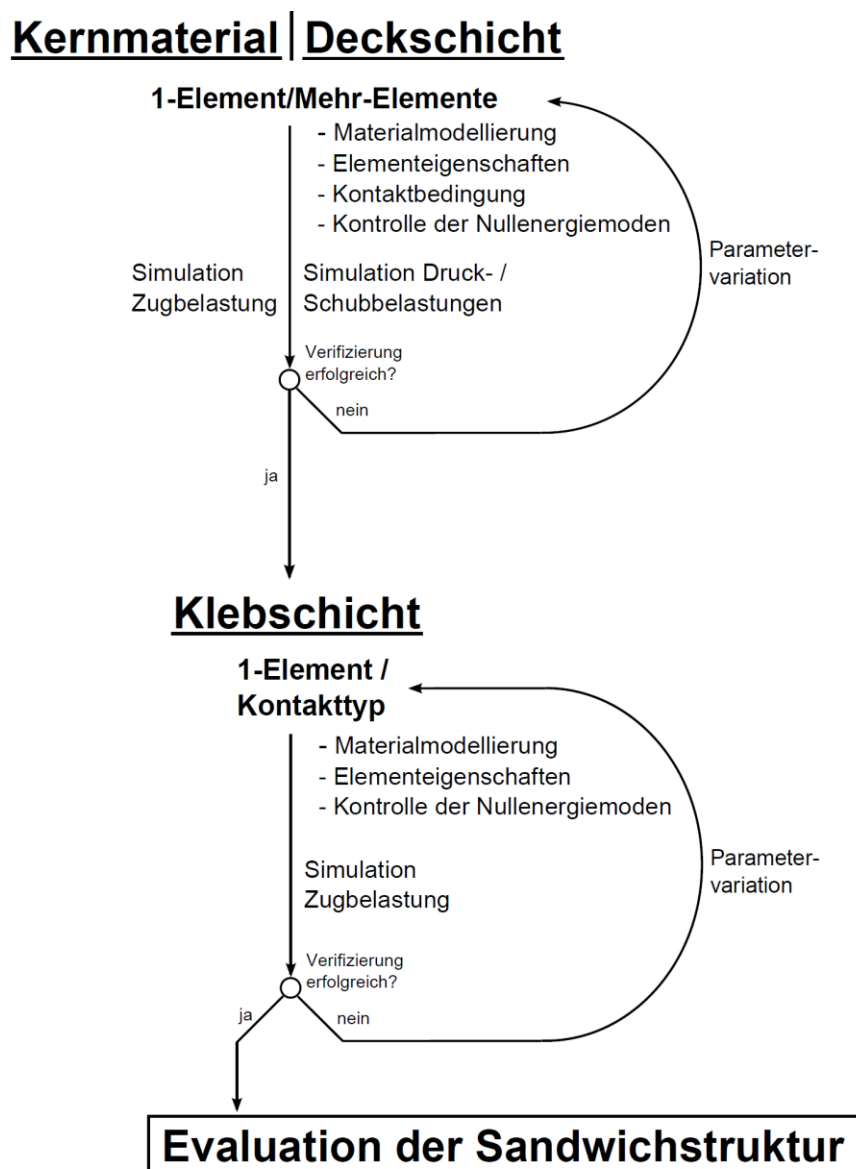 Kernmaterial | Deckschicht
1-Element/Mehr-Elemente
- Materialmodellierung
- Elementeigenschaften
- Kontaktbedingung
- Kontrolle der Nullenergiemoden
Parameter-
variation
Simulation
Zugbelastung
Simulation Druck- /
Schubbelastungen
Verifizierung
erfolgreich?
nein
ja
Klebschicht
1-Element /
Kontakttyp
- Materialmodellierung
- Elementeigenschaften
- Kontrolle der Nullenergiemoden
Parameter-
variation
Simulation
Zugbelastung
Verifizierung
erfolgreich?
ja
nein
Evaluation der Sandwichstruktur